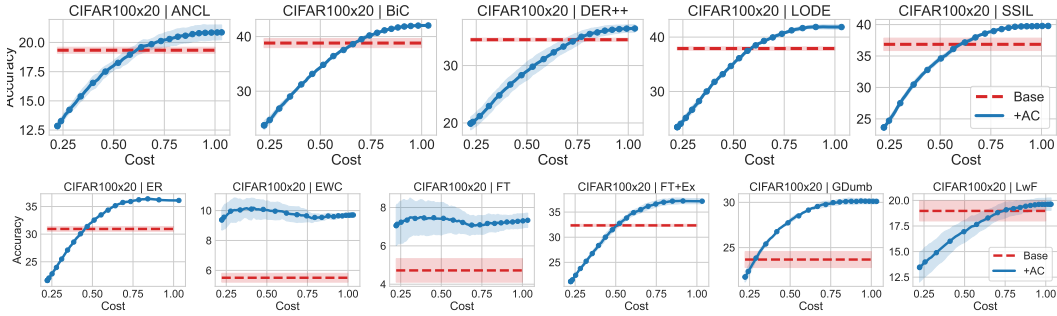 CIFAR100x20 | ANCL
CIFAR100x20 | BiC
CIFAR100x20 | DER++
CIFAR100x20 | LODE
CIFAR100x20 | SSIL
Accuracy
20.0
17.5
15.0
12.5
0.25 0.50 0.75 1.00
Cost
40
30
0.25 0.50 0.75 1.00
Cost
30
20
0.25 0.50 0.75 1.00
Cost
40
30
0.25 0.50 0.75 1.00
Cost
40
35
30
25
0.25 0.50 0.75 1.00
Cost
Base
+AC
CIFAR100x20 | ER
CIFAR100x20 | EWC
CIFAR100x20 | FT
CIFAR100x20 | FT+Ex
CIFAR100x20 | GDumb
CIFAR100x20 | LwF
Accuracy
35
30
25
0.25 0.50 0.75 1.00
Cost
10
8
6
0.25 0.50 0.75 1.00
Cost
8
6
4
0.25 0.50 0.75 1.00
Cost
35
30
25
0.25 0.50 0.75 1.00
Cost
30
25
0.25 0.50 0.75 1.00
Cost
20.0
17.5
15.0
12.5
0.25 0.50 0.75 1.00
Cost
Base
+AC